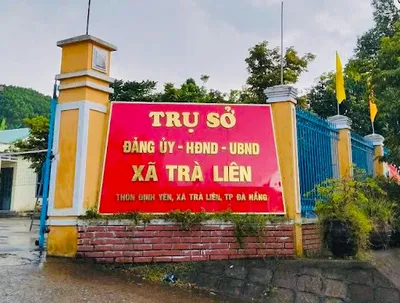 TRỤ SỞ
ĐẢNG ỦY - HĐND - UBND
XÃ TRÀ LIÊN
THÔN ĐỊNH YÊN, XÃ TRÀ LIÊN, TP ĐÀ NẴNG